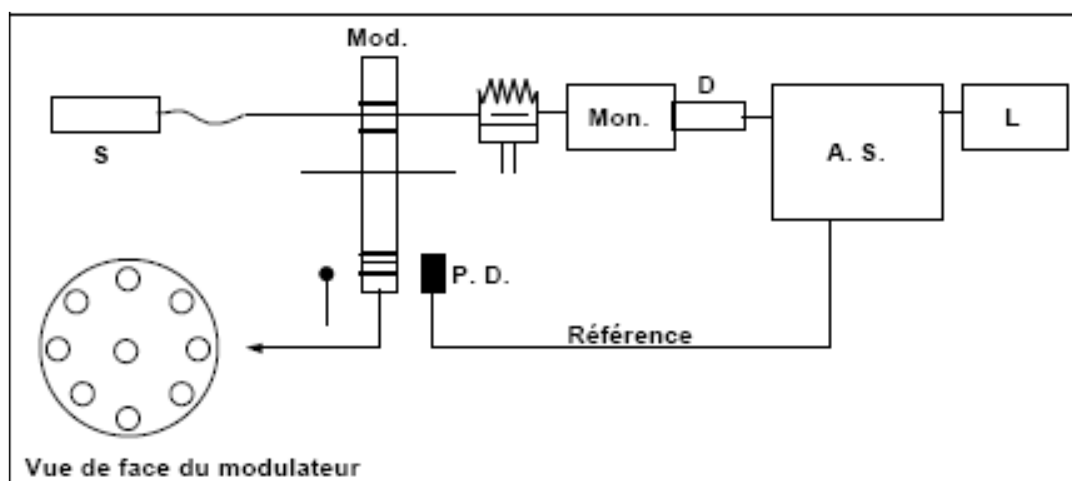 Mod.
S
Mon.
D
A. S.
L
P. D.
Référence
Vue de face du modulateur